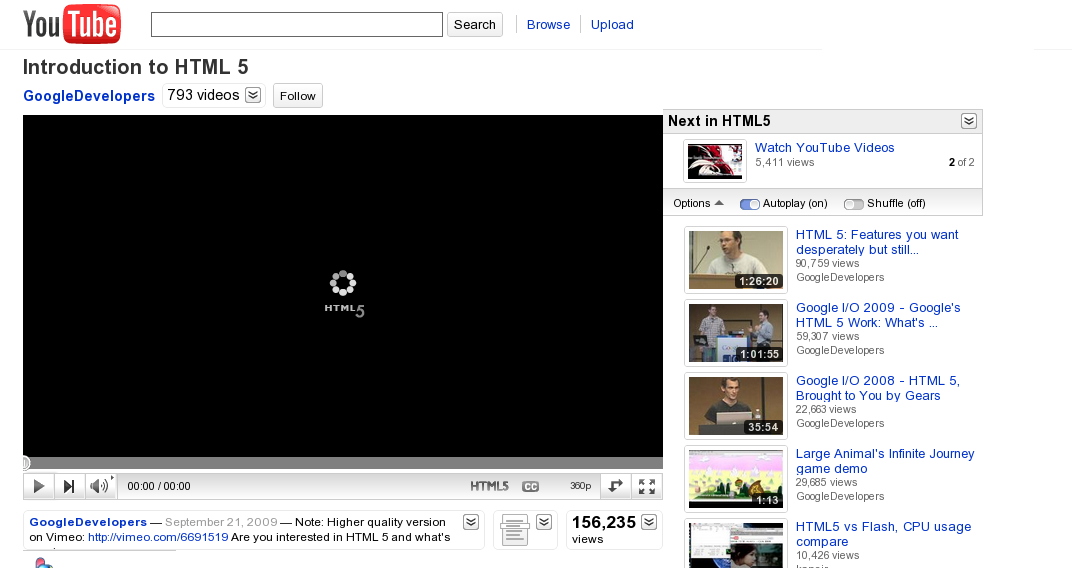 YouTube
Search
Browse
Upload
Introduction to HTML 5
GoogleDevelopers
793 videos
Follow
HTML5
00:00 / 00:00
HTML5
CC
360p
GoogleDevelopers — September 21, 2009 — Note: Higher quality version
on Vimeo: http://vimeo.com/6691519 Are you interested in HTML 5 and what's
156,235
views
Next in HTML5
Watch YouTube Videos
5,411 views
2 of 2
Options
Autoplay (on)
Shuffle (off)
HTML 5: Features you want
desperately but still...
90,759 views
GoogleDevelopers
1:26:20
Google I/O 2009 - Google's
HTML 5 Work: What's ...
59,307 views
GoogleDevelopers
1:01:55
Google I/O 2008 - HTML 5,
Brought to You by Gears
22,663 views
GoogleDevelopers
35:54
Large Animal's Infinite Journey
game demo
29,685 views
GoogleDevelopers
1:13
HTML5 vs Flash, CPU usage
compare
10,426 views